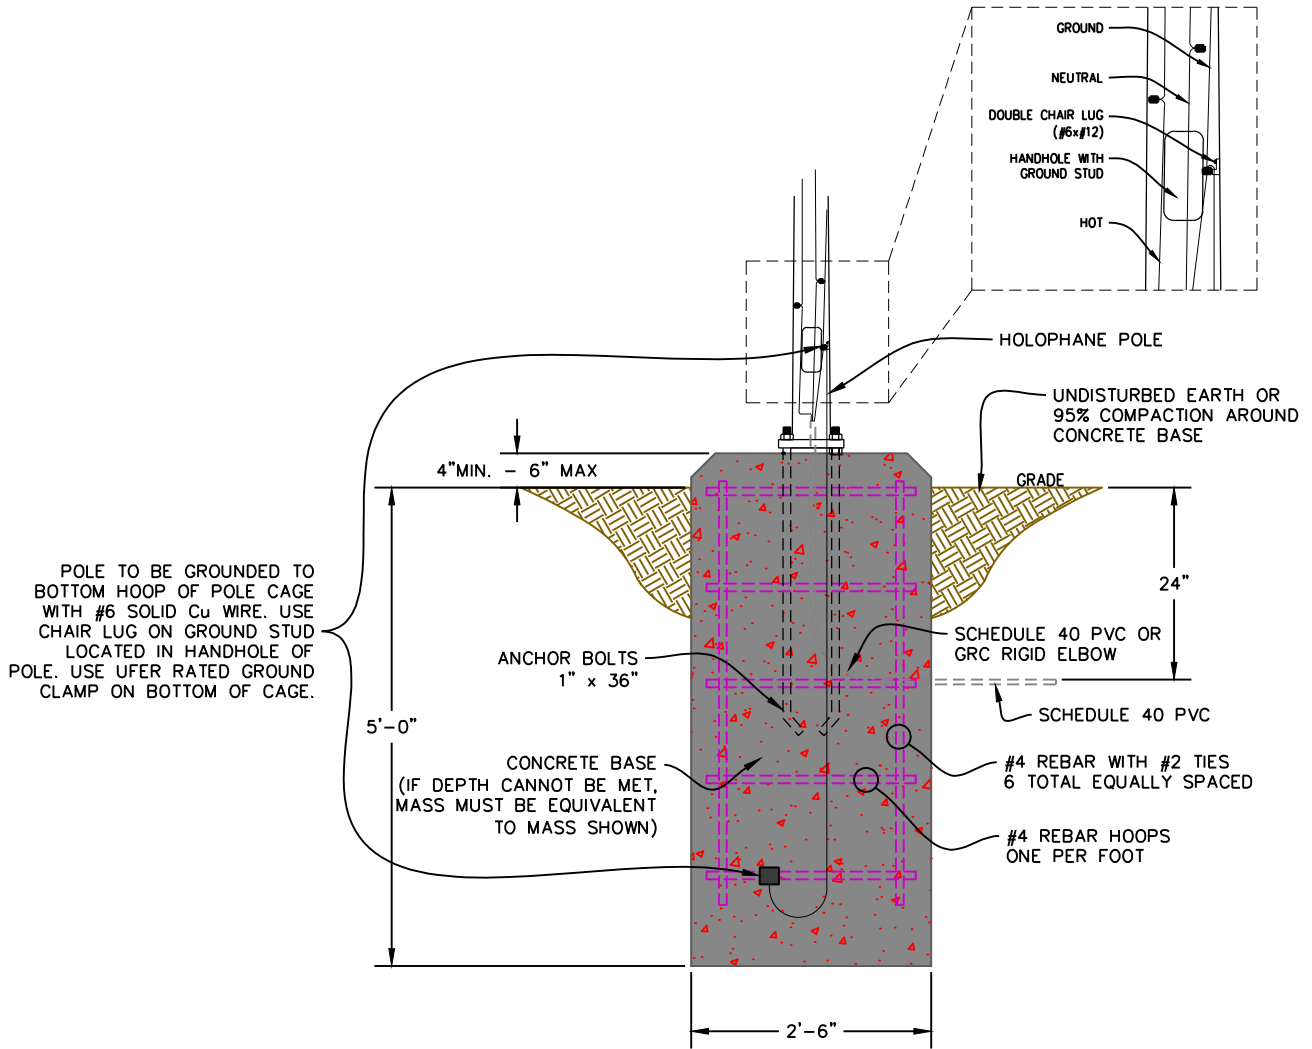 GROUND
NEUTRAL
DOUBLE CHAIR LUG
(#6x#12)
HANDHOLE WITH
GROUND STUD
HOT
HOLOPHANE POLE
UNDISTURBED EARTH OR
95% COMPACTION AROUND
CONCRETE BASE
4"MIN. - 6" MAX
GRADE
POLE TO BE GROUNDED TO
BOTTOM HOOP OF POLE CAGE
WITH #6 SOLID Cu WIRE. USE
CHAIR LUG ON GROUND STUD
LOCATED IN HANDHOLE OF
POLE. USE UFER RATED GROUND
CLAMP ON BOTTOM OF CAGE.
24"
SCHEDULE 40 PVC OR
GRC RIGID ELBOW
ANCHOR BOLTS
1" x 36"
SCHEDULE 40 PVC
5'-0"
CONCRETE BASE
(IF DEPTH CANNOT BE MET,
MASS MUST BE EQUIVALENT
TO MASS SHOWN)
#4 REBAR WITH #2 TIES
6 TOTAL EQUALLY SPACED
#4 REBAR HOOPS
ONE PER FOOT
2'-6"